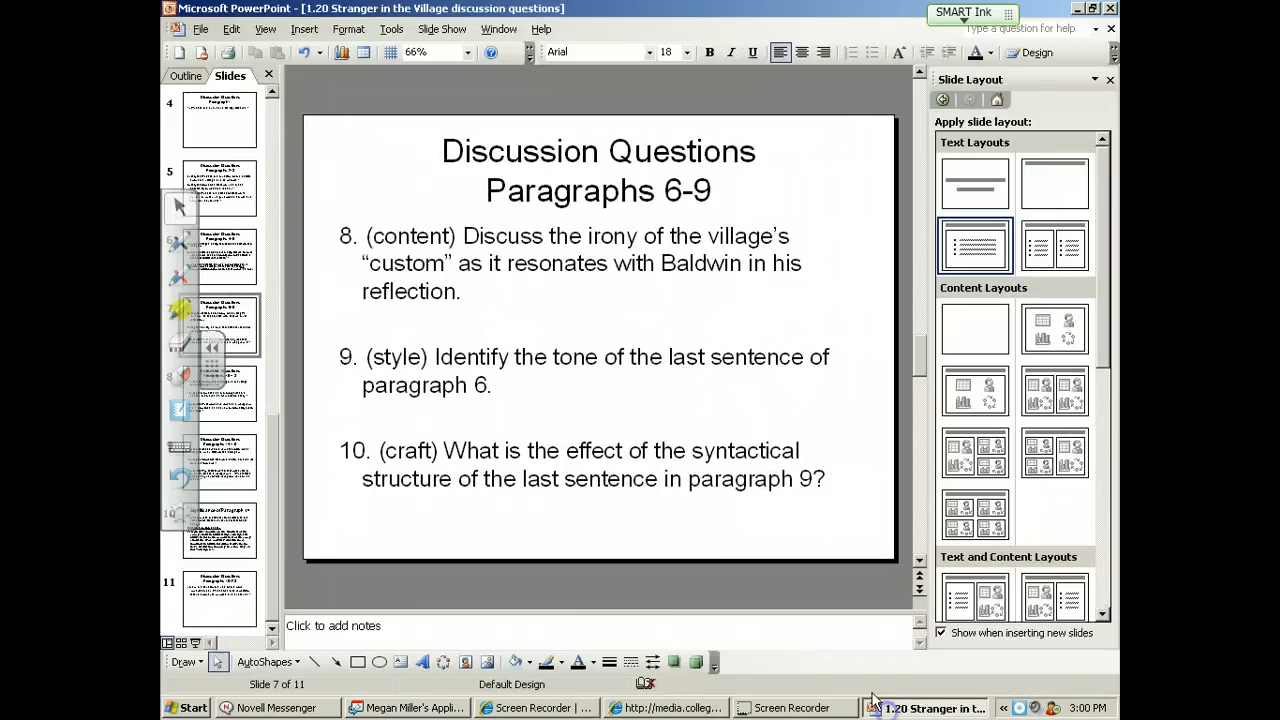 Microsoft PowerPoint - [1.20 Stranger in the Village discussion questions]
SMART Ink
File Edit View Insert Format Tools Slide Show Window Help
Type a question for help
66%
Arial
18
B I U
A
Design
Outline
Slides
Slide Layout
Apply slide layout:
Text Layouts
Content Layouts
Text and Content Layouts
Show when inserting new slides
4
5
11
Discussion Questions
Paragraphs 6-9
8. (content) Discuss the irony of the village’s
“custom” as it resonates with Baldwin in his
reflection.
9. (style) Identify the tone of the last sentence of
paragraph 6.
10. (craft) What is the effect of the syntactical
structure of the last sentence in paragraph 9?
Click to add notes
Draw
AutoShapes
Slide 7 of 11
Default Design
Start
Novell Messenger
Megan Miller's Appl...
Screen Recorder | ...
http://media.colleg...
Screen Recorder
1.20 Stranger in t...
3:00 PM